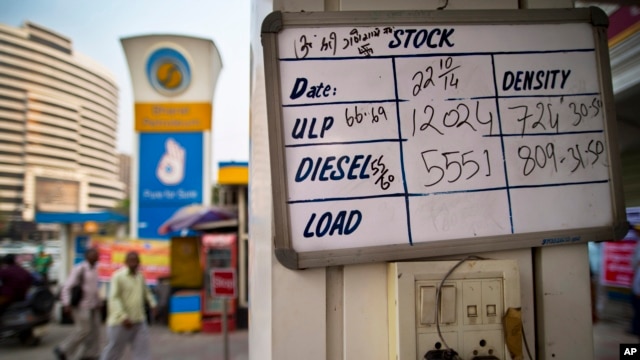 STOCK
Date: 22 10/14 DENSITY
ULP 66.69 12024 724 30.50
DIESEL 55/60 5551 809-31.50
LOAD
Pure for Sure
AP